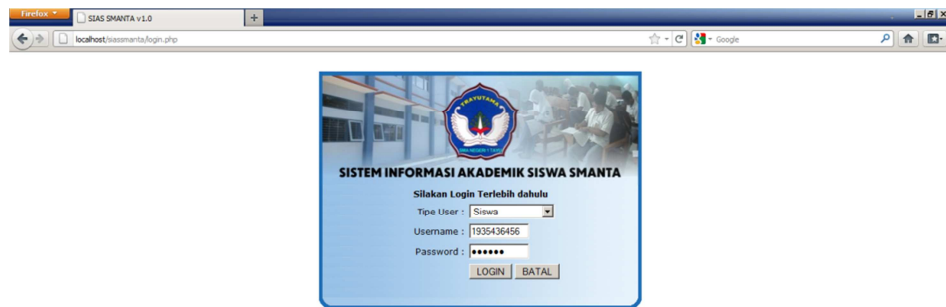 Firefox
SIAS SMANTA v1.0
localhost/siassmanta/login.php
Google
SISTEM INFORMASI AKADEMIK SISWA SMANTA
Silakan Login Terlebih dahulu
Tipe User : Siswa
Username : 1935436456
Password : ●●●●●●
LOGIN BATAL